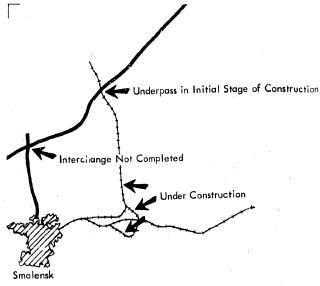 Underpass in Initial Stage of Construction
Interchange Not Completed
Under Construction
Smolensk